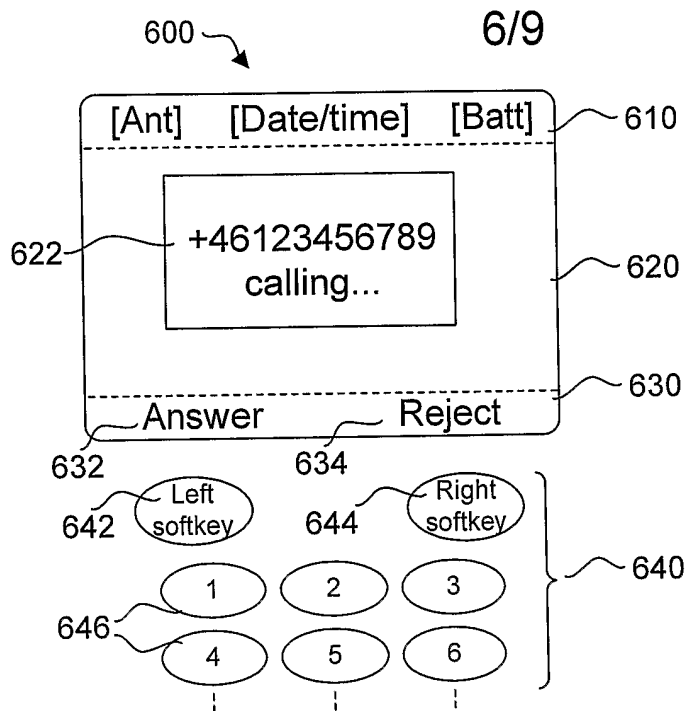 600
6/9
[Ant] [Date/time] [Batt]
610
+46123456789
622
calling...
620
630
Answer Reject
632 634
Left softkey
Right softkey
642 644
640
1 2 3
646
4 5 6